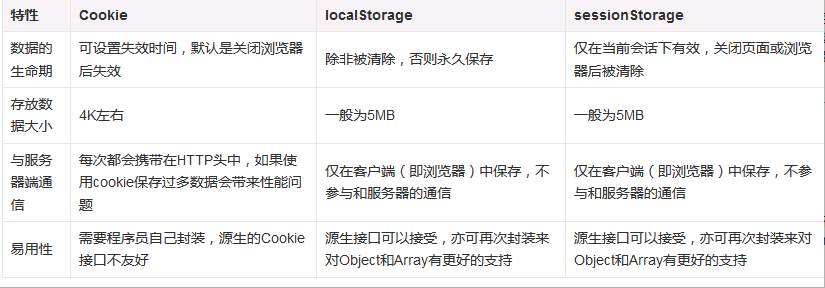 特性 Cookie localStorage sessionStorage
数据的生命期 可设置失效时间，默认是关闭浏览器后失效 除非被清除，否则永久保存 仅在当前会话下有效，关闭页面或浏览器后被清除
存放数据大小 4K左右 一般为5MB 一般为5MB
与服务器端通信 每次都会携带在HTTP头中，如果使用cookie保存过多数据会带来性能问题 仅在客户端（即浏览器）中保存，不参与和服务器的通信 仅在客户端（即浏览器）中保存，不参与和服务器的通信
易用性 需要程序员自己封装，源生的Cookie接口不友好 源生接口可以接受，亦可再次封装来对Object和Array有更好的支持 源生接口可以接受，亦可再次封装来对Object和Array有更好的支持